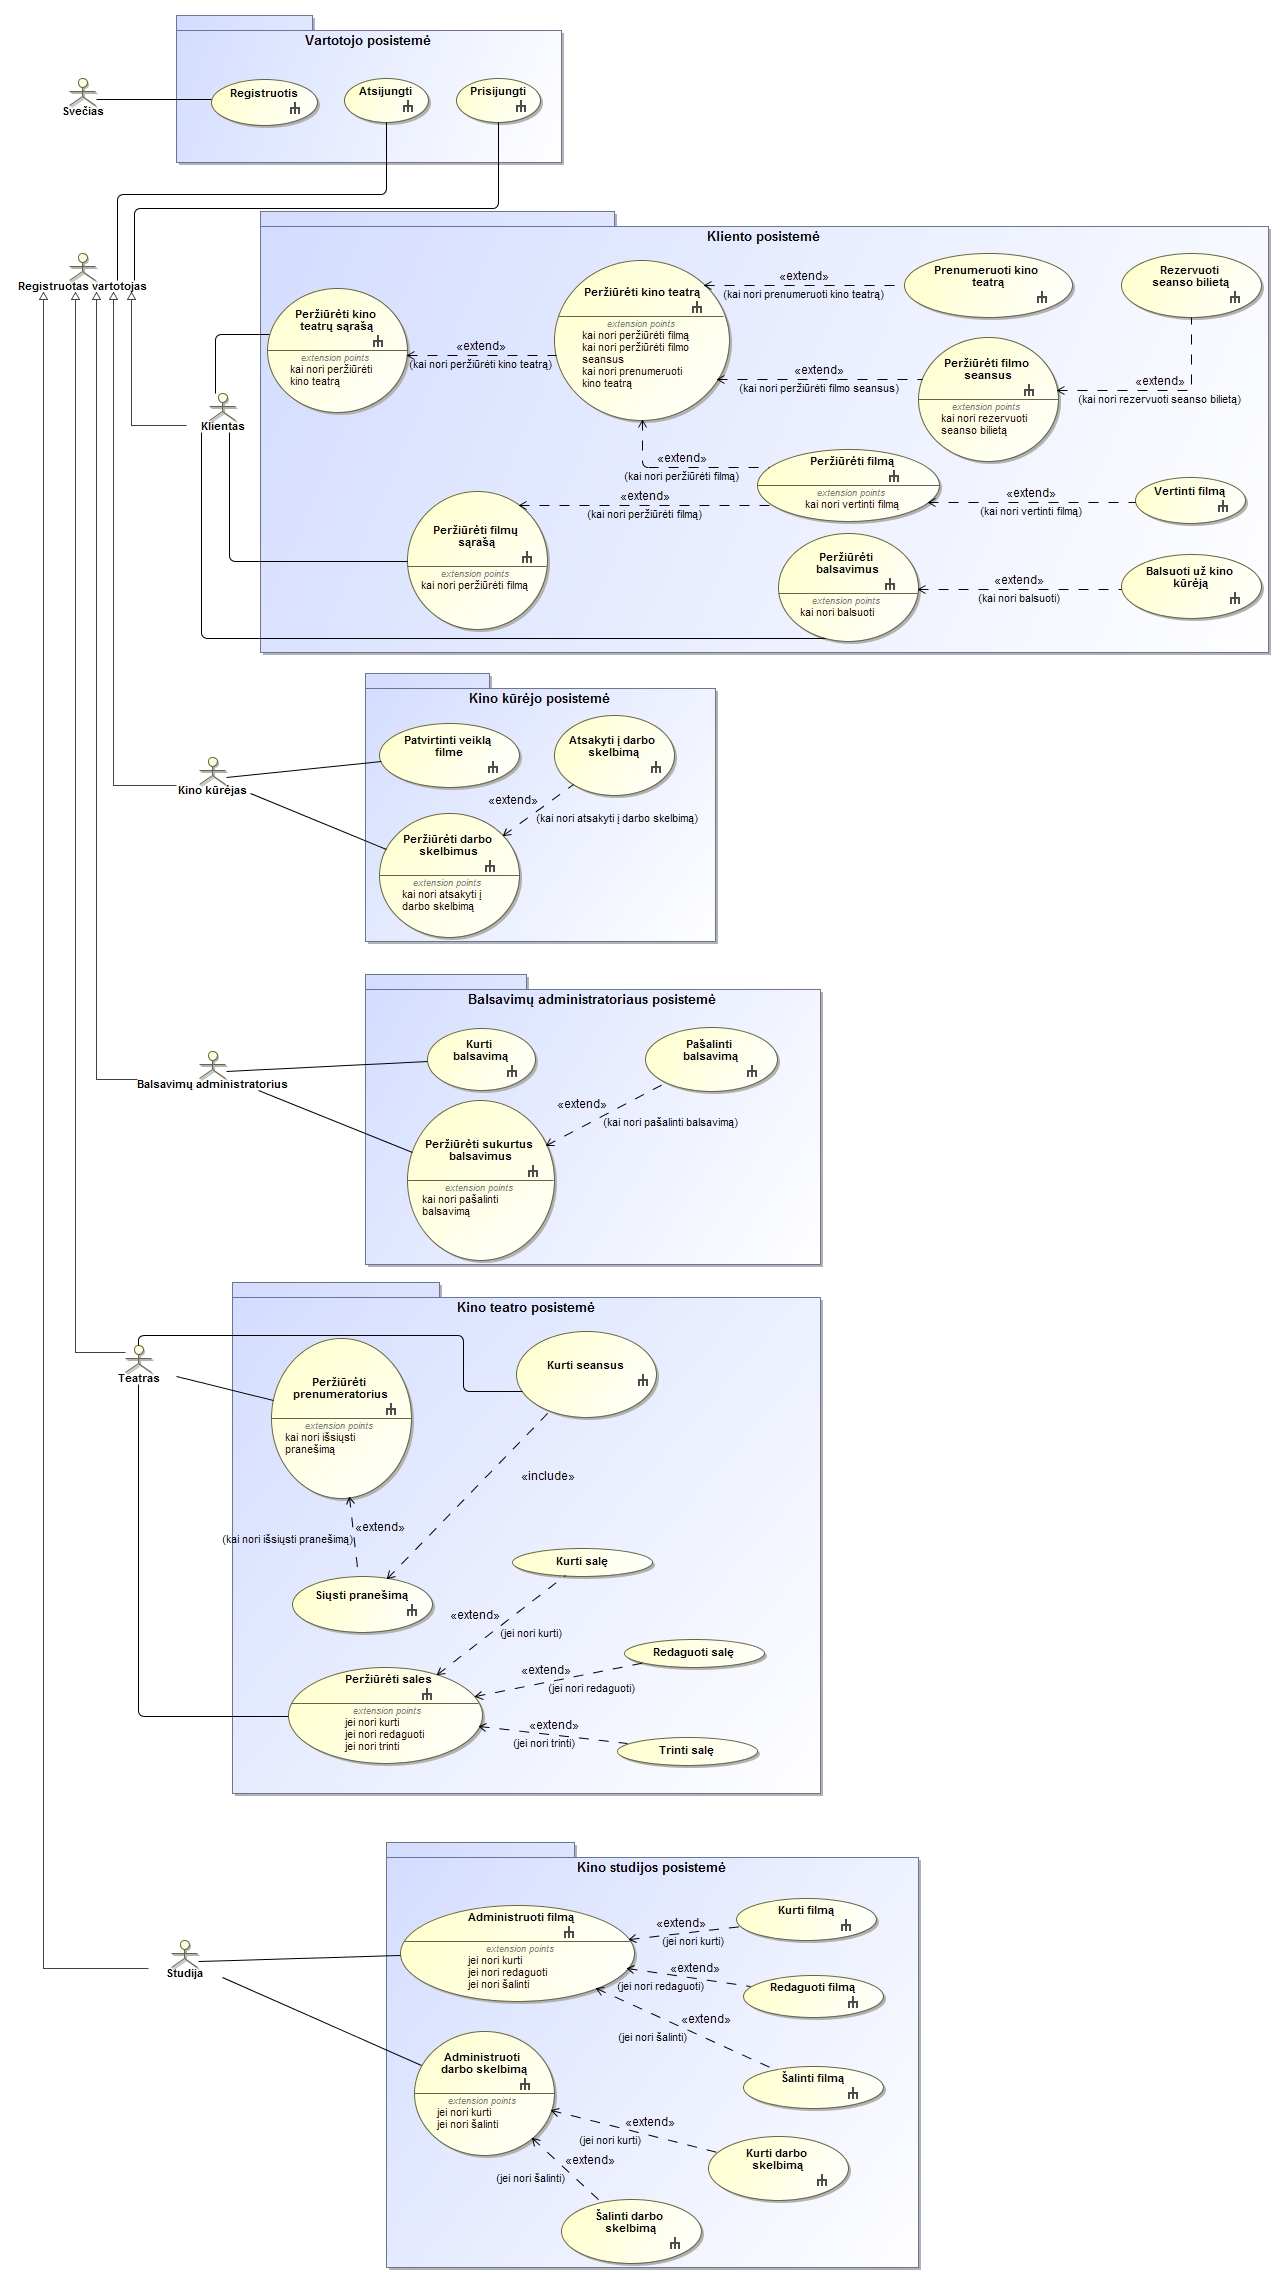 Vartotojo posistemė
Registruotis
Atsijungti
Prisijungti
Svečias
Registruotas vartotojas
Kliento posistemė
Peržiūrėti kino
teatrų sąrašą
extension points
kai nori peržiūrėti
kino teatrą
«extend»
(kai nori peržiūrėti kino teatrą)
Peržiūrėti kino teatrą
extension points
kai nori peržiūrėti filmą
kai nori peržiūrėti filmo
seansus
kai nori prenumeruoti
kino teatrą
«extend»
(kai nori prenumeruoti kino teatrą)
Prenumeruoti kino
teatrą
Rezervuoti
seanso bilietą
«extend»
(kai nori peržiūrėti filmo seansus)
Peržiūrėti filmo
seansus
extension points
kai nori rezervuoti
seanso bilietą
«extend»
(kai nori rezervuoti seanso bilietą)
Klientas
«extend»
(kai nori peržiūrėti filmą)
Peržiūrėti filmą
extension points
kai nori vertinti filmą
«extend»
(kai nori vertinti filmą)
Vertinti filmą
«extend»
(kai nori peržiūrėti filmą)
Peržiūrėti filmų
sąrašą
extension points
kai nori peržiūrėti filmą
Peržiūrėti
balsavimus
extension points
kai nori balsuoti
«extend»
(kai nori balsuoti)
Balsuoti už kino
kūrėją
Kino kūrėjo posistemė
Patvirtinti veiklą
filme
Atsakyti į darbo
skelbimą
Kino kūrėjas
«extend»
(kai nori atsakyti į darbo skelbimą)
Peržiūrėti darbo
skelbimus
extension points
kai nori atsakyti į
darbo skelbimą
Balsavimų administratoriaus posistemė
Kurti
balsavimą
Pašalinti
balsavimą
Balsavimų administratorius
«extend»
(kai nori pašalinti balsavimą)
Peržiūrėti sukurtus
balsavimus
extension points
kai nori pašalinti
balsavimą
Kino teatro posistemė
Teatras
Peržiūrėti
prenumeratorius
extension points
kai nori išsiųsti
pranešimą
Kurti seansus
«include»
«extend»
(kai nori išsiųsti pranešimą)
Siųsti pranešimą
Kurti salę
«extend»
(jei nori kurti)
Redaguoti salę
«extend»
(jei nori redaguoti)
Peržiūrėti sales
extension points
jei nori kurti
jei nori redaguoti
jei nori trinti
«extend»
(jei nori trinti)
Trinti salę
Kino studijos posistemė
Administruoti filmą
extension points
jei nori kurti
jei nori redaguoti
jei nori šalinti
Kurti filmą
«extend»
(jei nori kurti)
Studija
«extend»
(jei nori redaguoti)
Redaguoti filmą
«extend»
(jei nori šalinti)
Šalinti filmą
Administruoti
darbo skelbimą
extension points
jei nori kurti
jei nori šalinti
«extend»
(jei nori kurti)
Kurti darbo
skelbimą
«extend»
(jei nori šalinti)
Šalinti darbo
skelbimą